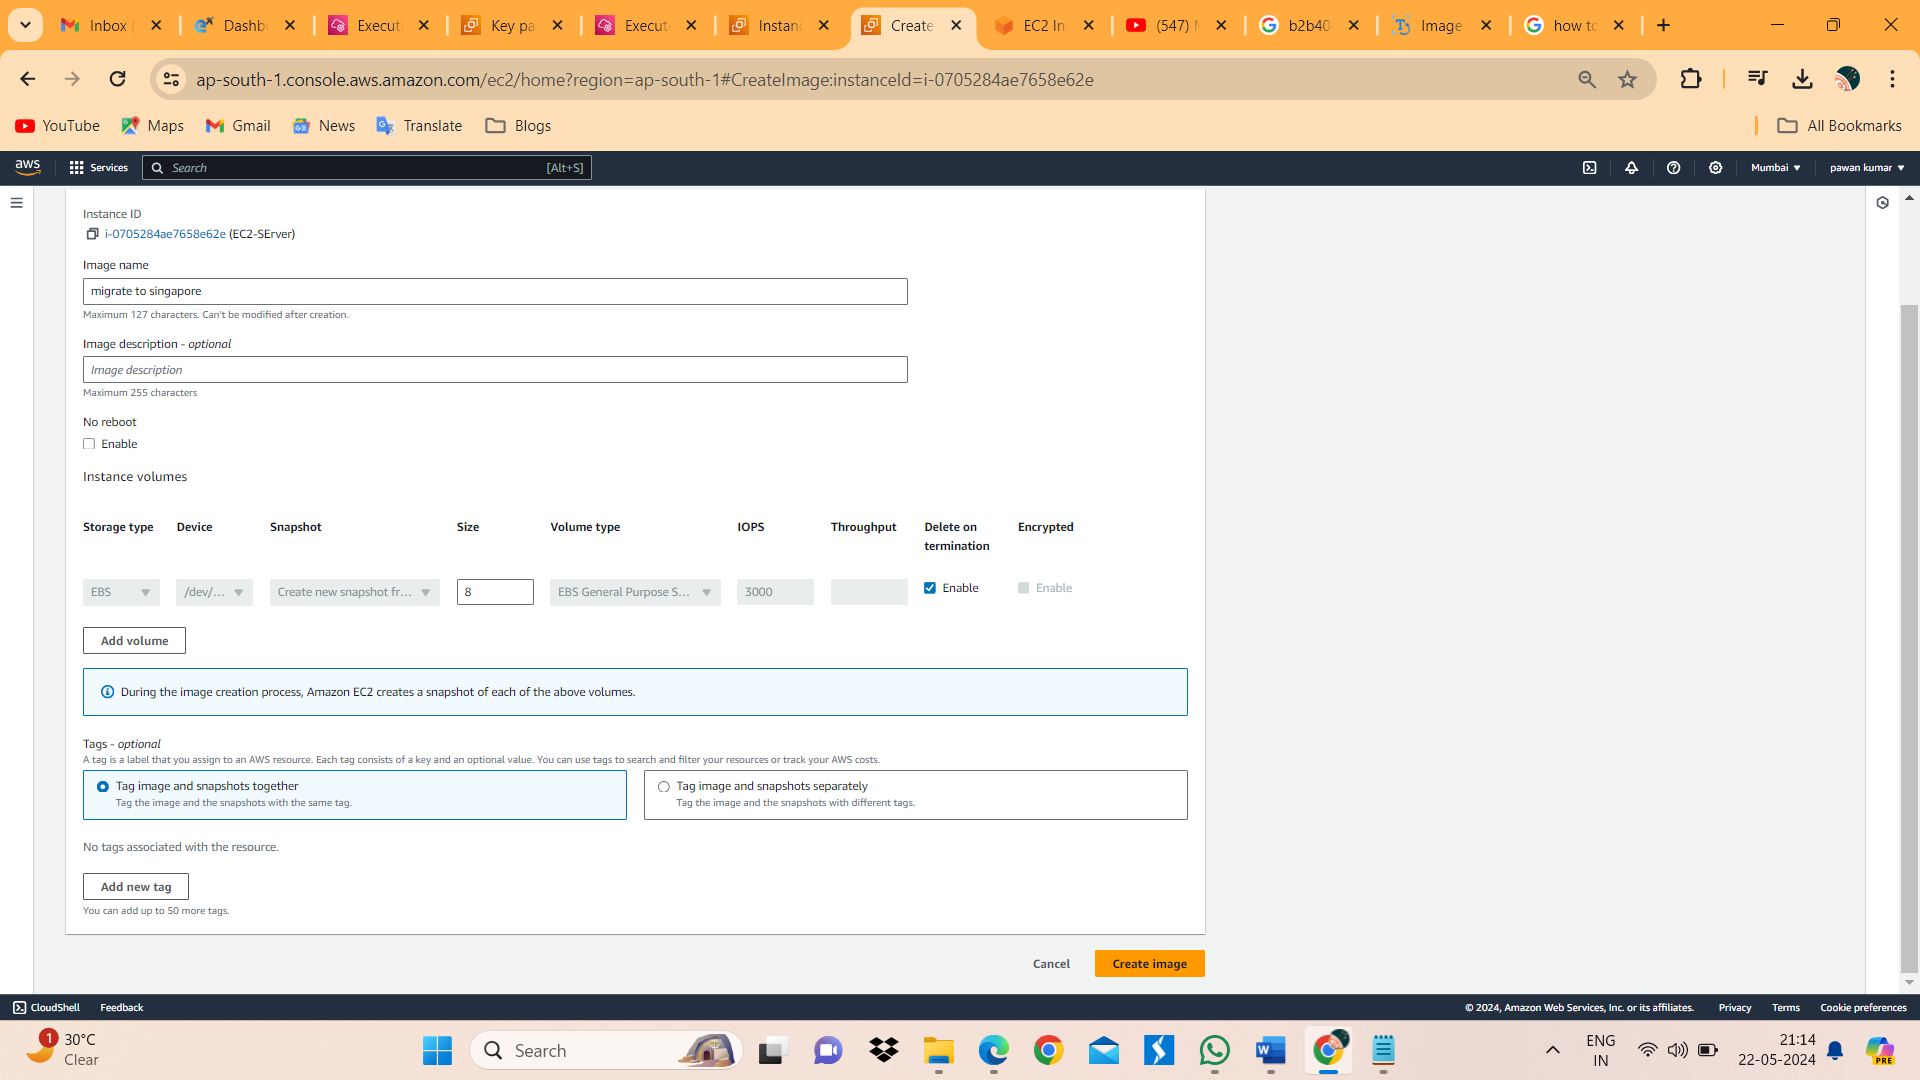 Inbox (
Dashb
Execut
Key pa
Execut
Instan
Create
EC2 In
(547)
b2b40
Image
how to
ap-south-1.console.aws.amazon.com/ec2/home?region=ap-south-1#CreateImage:instanceId=i-0705284ae7658e62e
YouTube Maps Gmail News Translate Blogs All Bookmarks
aws Services Search [Alt+S] Mumbai pawan kumar
Instance ID
i-0705284ae7658e62e (EC2-SErver)
Image name
migrate to singapore
Maximum 127 characters. Can't be modified after creation.
Image description - optional
Image description
Maximum 255 characters
No reboot
Enable
Instance volumes
Storage type Device Snapshot Size Volume type IOPS Throughput Delete on termination Encrypted
EBS /dev/... Create new snapshot fr... 8 EBS General Purpose S... 3000 Enable Enable
Add volume
During the image creation process, Amazon EC2 creates a snapshot of each of the above volumes.
Tags - optional
A tag is a label that you assign to an AWS resource. Each tag consists of a key and an optional value. You can use tags to search and filter your resources or track your AWS costs.
Tag image and snapshots together
Tag the image and the snapshots with the same tag.
Tag image and snapshots separately
Tag the image and the snapshots with different tags.
No tags associated with the resource.
Add new tag
You can add up to 50 more tags.
Cancel Create image
CloudShell Feedback © 2024, Amazon Web Services, Inc. or its affiliates. Privacy Terms Cookie preferences
1
30°C
Clear
Search
ENG
IN
21:14
22-05-2024
PRE